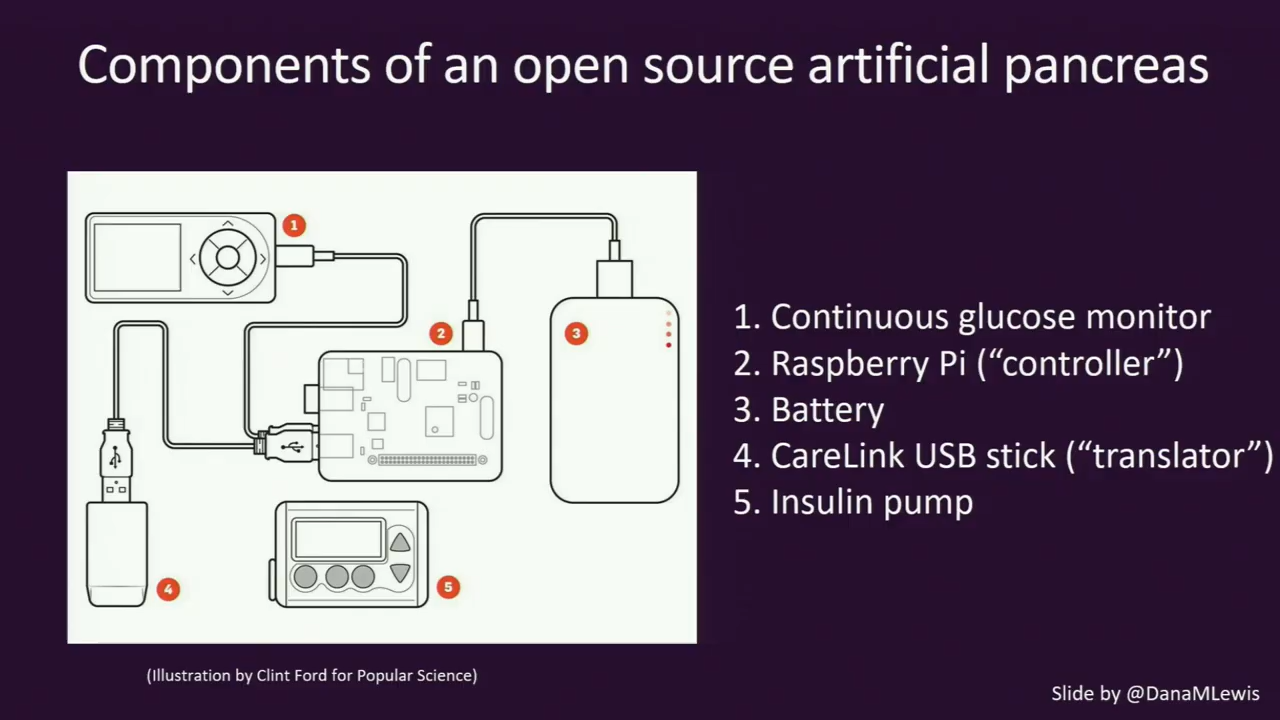 Components of an open source artificial pancreas
1
2
3
4
5
1. Continuous glucose monitor
2. Raspberry Pi (“controller”)
3. Battery
4. CareLink USB stick (“translator”)
5. Insulin pump
(Illustration by Clint Ford for Popular Science)
Slide by @DanaMLewis